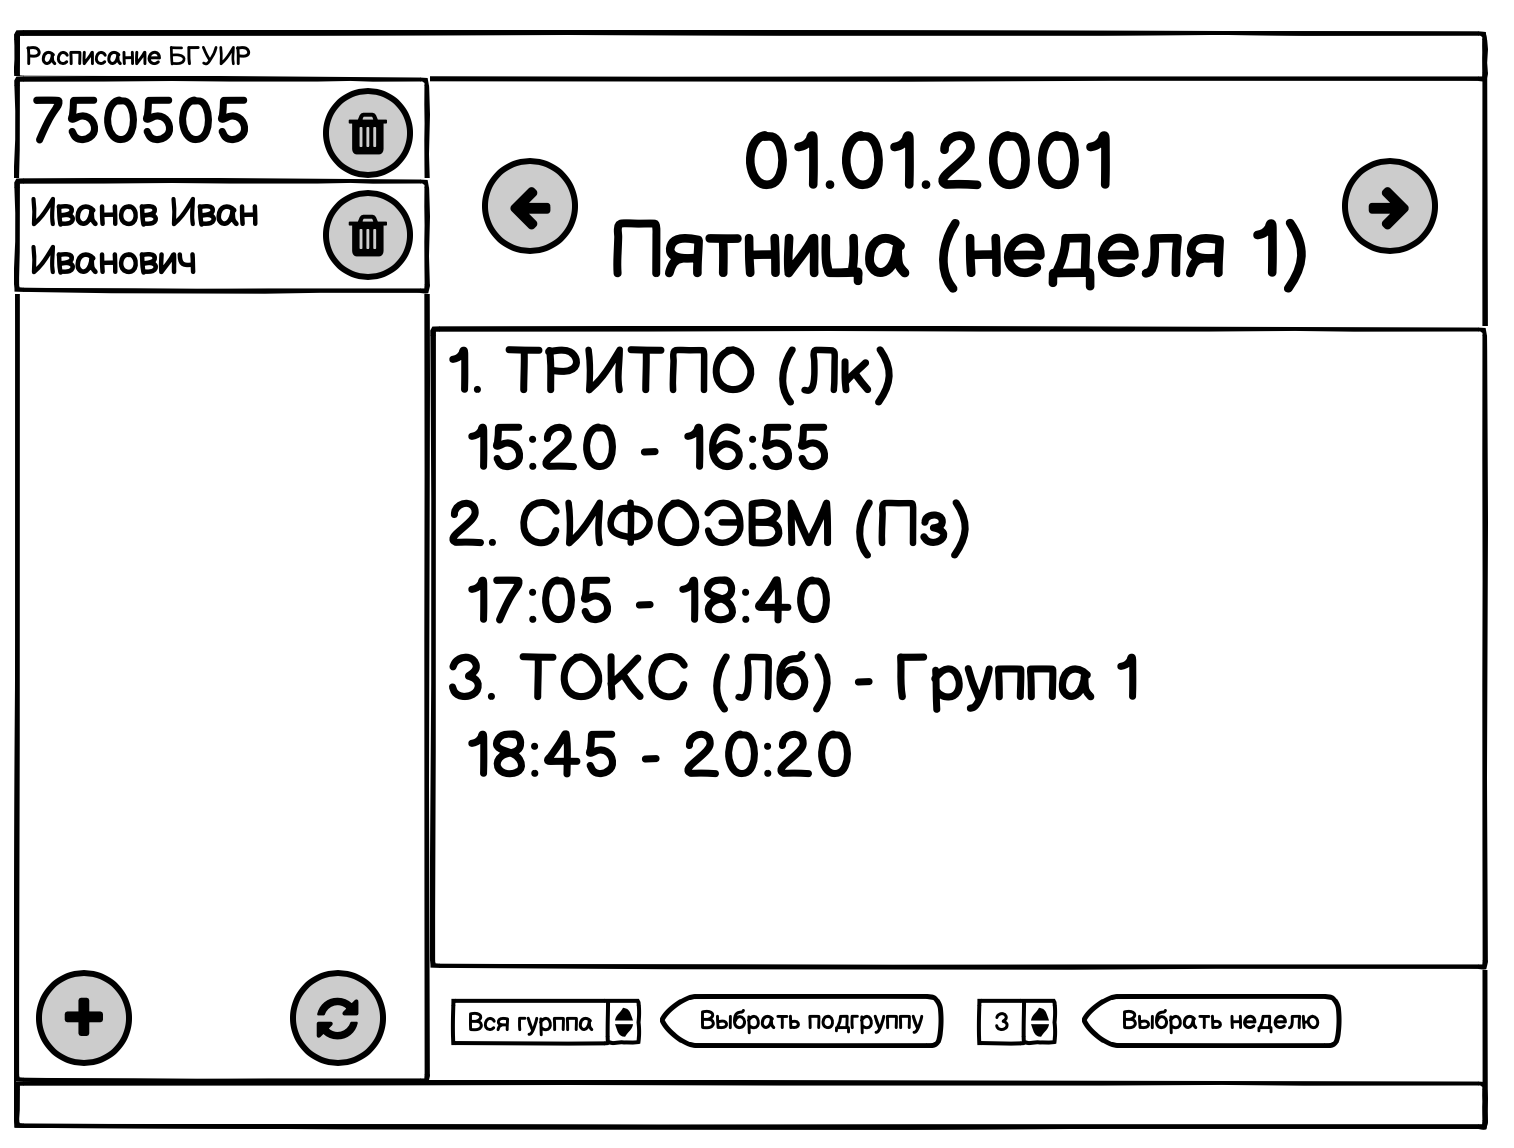 Расписание БГУИР
750505
Иванов Иван
Иванович
01.01.2001
Пятница (неделя 1)
1. ТРИТПО (Лк)
15:20 - 16:55
2. СИФОЭВМ (Пз)
17:05 - 18:40
3. ТОКС (Лб) - Группа 1
18:45 - 20:20
Вся гурппа
Выбрать подгруппу
3
Выбрать неделю